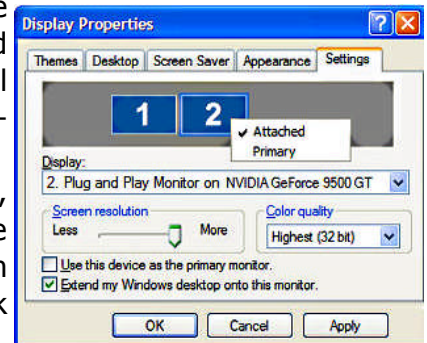 Display Properties
Themes Desktop Screen Saver Appearance Settings
1 2
Attached
Primary
Display:
2. Plug and Play Monitor on NVIDIA GeForce 9500 GT
Screen resolution
Less More
Color quality
Highest (32 bit)
Use this device as the primary monitor.
Extend my Windows desktop onto this monitor.
OK Cancel Apply